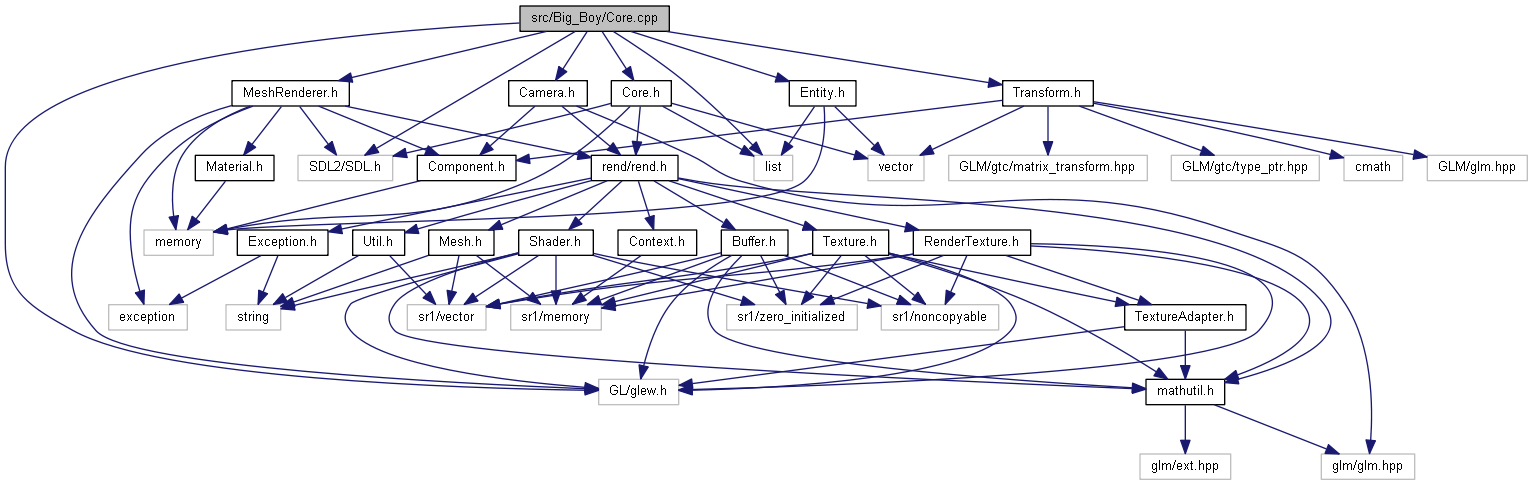 src/Big_Boy/Core.cpp
MeshRenderer.h
Camera.h
Core.h
Entity.h
Transform.h
Material.h
SDL2/SDL.h
Component.h
rend/rend.h
list
vector
GLM/gtc/matrix_transform.hpp
GLM/gtc/type_ptr.hpp
cmath
GLM/glm.hpp
memory
Exception.h
Util.h
Mesh.h
Shader.h
Context.h
Buffer.h
Texture.h
RenderTexture.h
exception
string
sr1/vector
sr1/memory
sr1/zero_initialized
sr1/noncopyable
TextureAdapter.h
GL/glew.h
mathutil.h
glm/ext.hpp
glm/glm.hpp